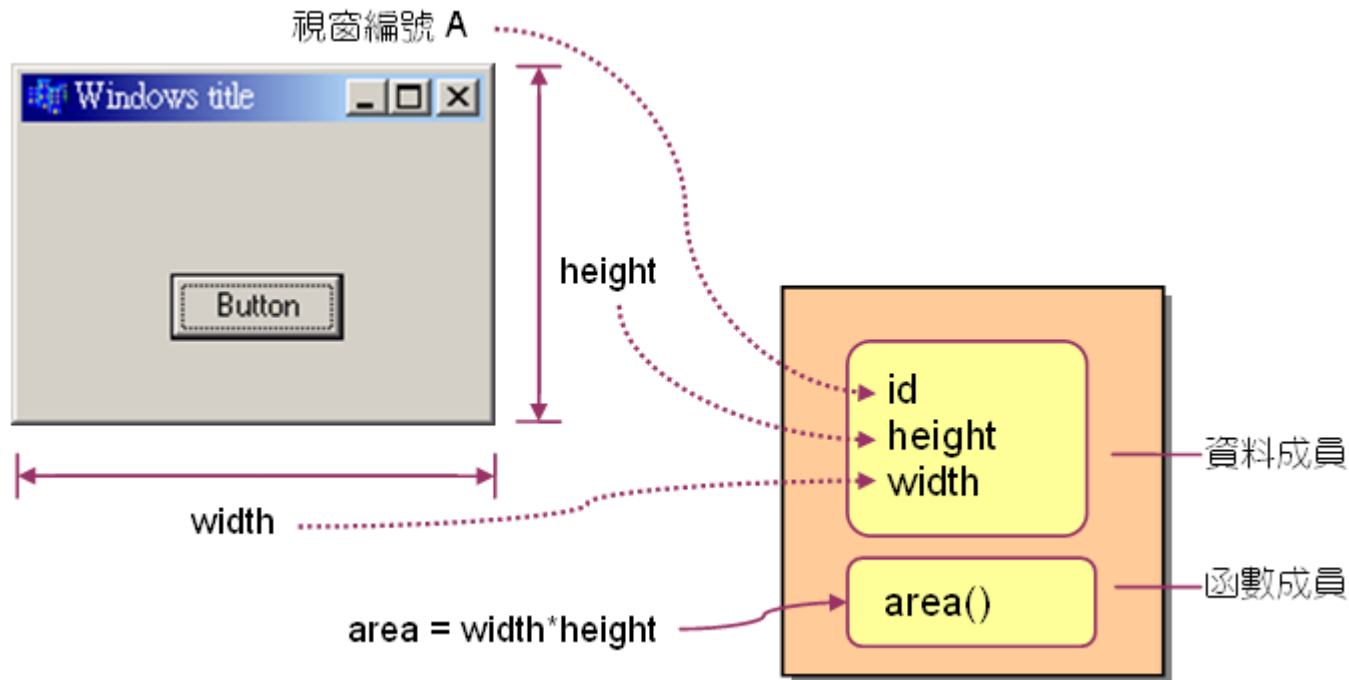 視窗編號 A
Windows title
Button
height
width
id
height
width
資料成員
area()
函數成員
area = width*height